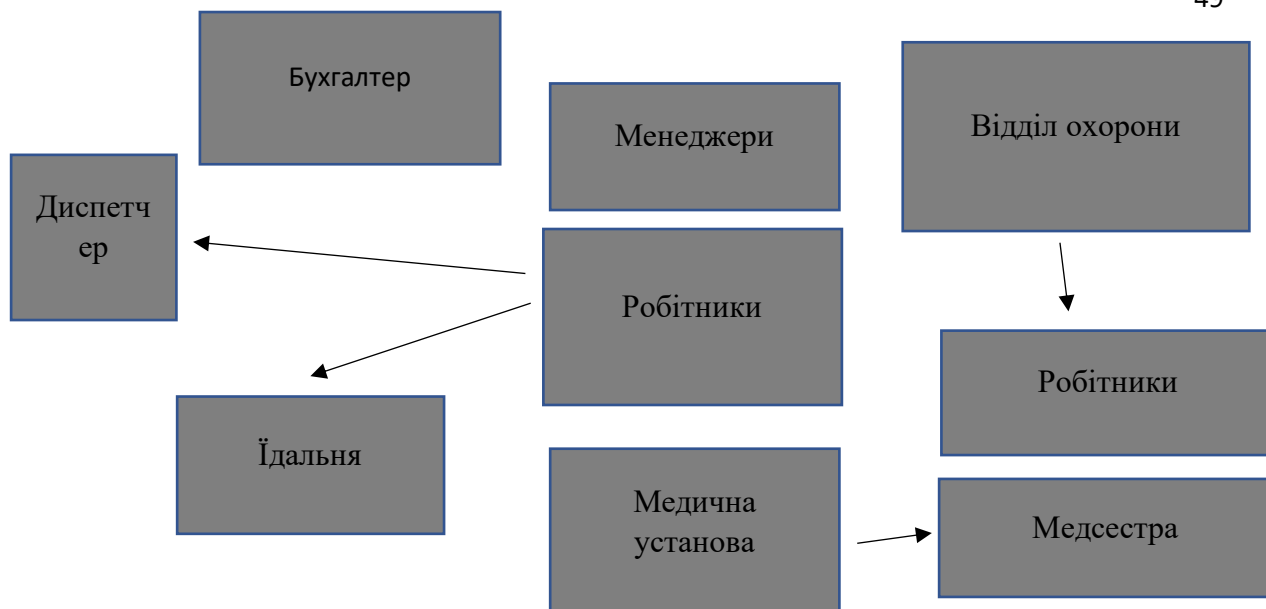 49
Бухгалтер
Менеджери
Відділ охорони
Диспетч
ер
Робітники
Робітники
Їдальня
Медична
установа
Медсестра